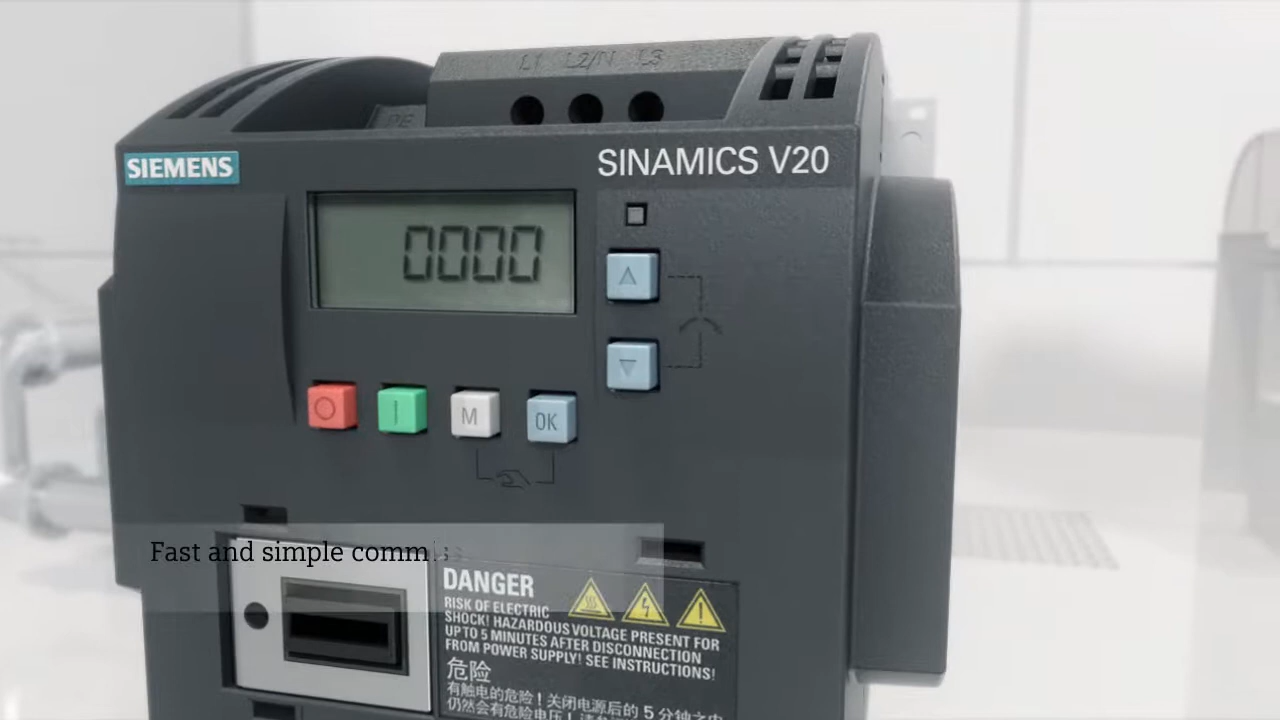 L1 L2/N L3
PE
SIEMENS
SINAMICS V20
0000
M
OK
Fast and simple commiss
DANGER
RISK OF ELECTRIC
SHOCK! HAZARDOUS VOLTAGE PRESENT FOR
UP TO 5 MINUTES AFTER DISCONNECTION
FROM POWER SUPPLY! SEE INSTRUCTIONS!
危险
有触电的危险！关闭电源后的 5 分钟之内
仍然会有危险电压！